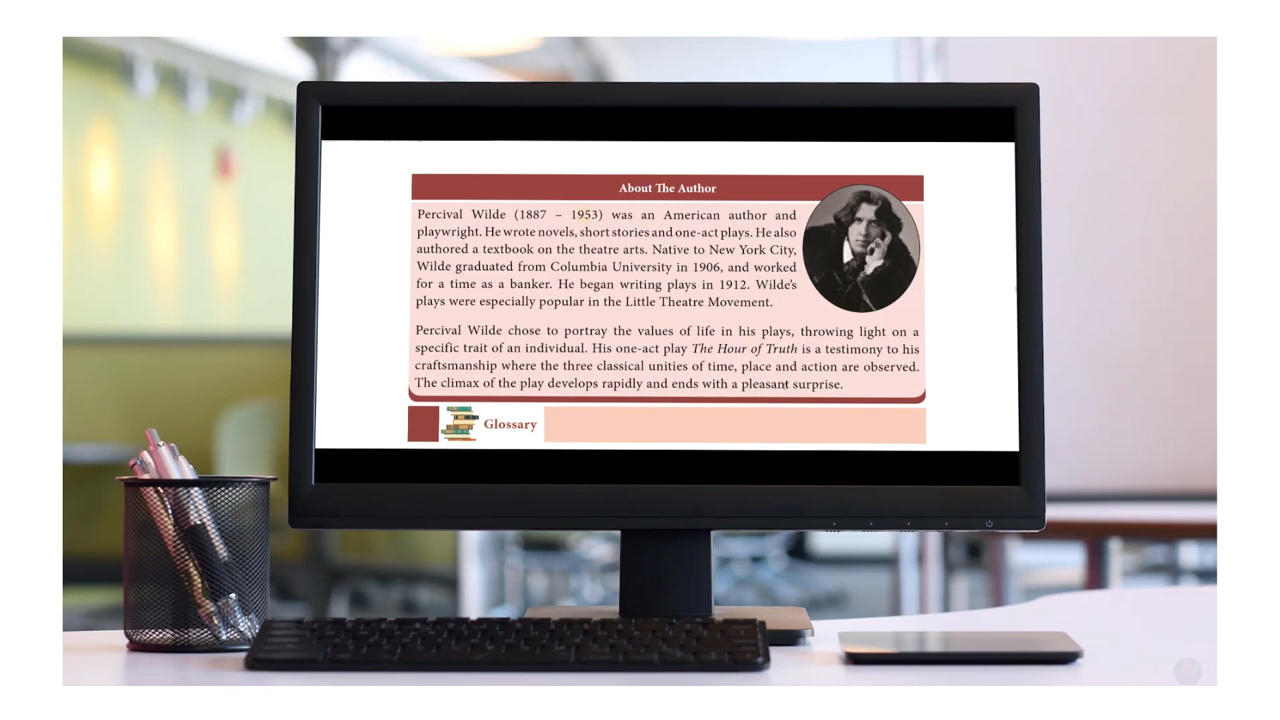 About The Author
Percival Wilde (1887 – 1953) was an American author and
playwright. He wrote novels, short stories and one-act plays. He also
authored a textbook on the theatre arts. Native to New York City,
Wilde graduated from Columbia University in 1906, and worked
for a time as a banker. He began writing plays in 1912. Wilde's
plays were especially popular in the Little Theatre Movement.
Percival Wilde chose to portray the values of life in his plays, throwing light on a
specific trait of an individual. His one-act play The Hour of Truth is a testimony to his
craftsmanship where the three classical unities of time, place and action are observed.
The climax of the play develops rapidly and ends with a pleasant surprise.
Glossary